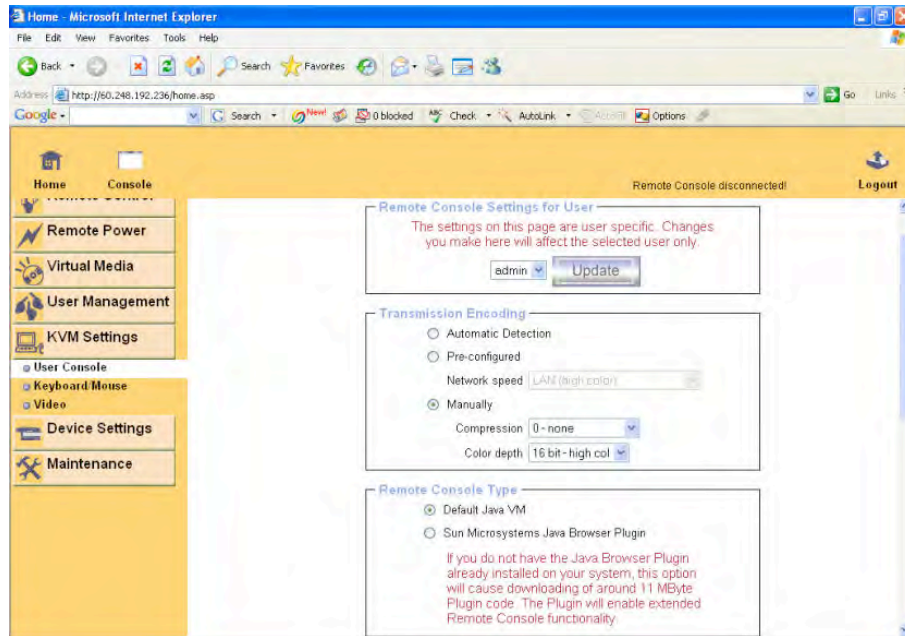 Home - Microsoft Internet Explorer
File Edit View Favorites Tools Help
Back Search Favorites
Address http://60.248.192.236/home.asp Go Links
Google Search New! 0 blocked Check AutoLink Options
Home Console Remote Console disconnected! Logout
Remote Control
Remote Power
Virtual Media
User Management
KVM Settings
User Console
Keyboard/Mouse
Video
Device Settings
Maintenance
Remote Console Settings for User
The settings on this page are user specific. Changes
you make here will affect the selected user only.
admin Update
Transmission Encoding
Automatic Detection
Pre-configured
Network speed LAN (high color)
Manually
Compression 0 - none
Color depth 16 bit - high col
Remote Console Type
Default Java VM
Sun Microsystems Java Browser Plugin
If you do not have the Java Browser Plugin
already installed on your system, this option
will cause downloading of around 11 MByte
Plugin code. The Plugin will enable extended
Remote Console functionality.